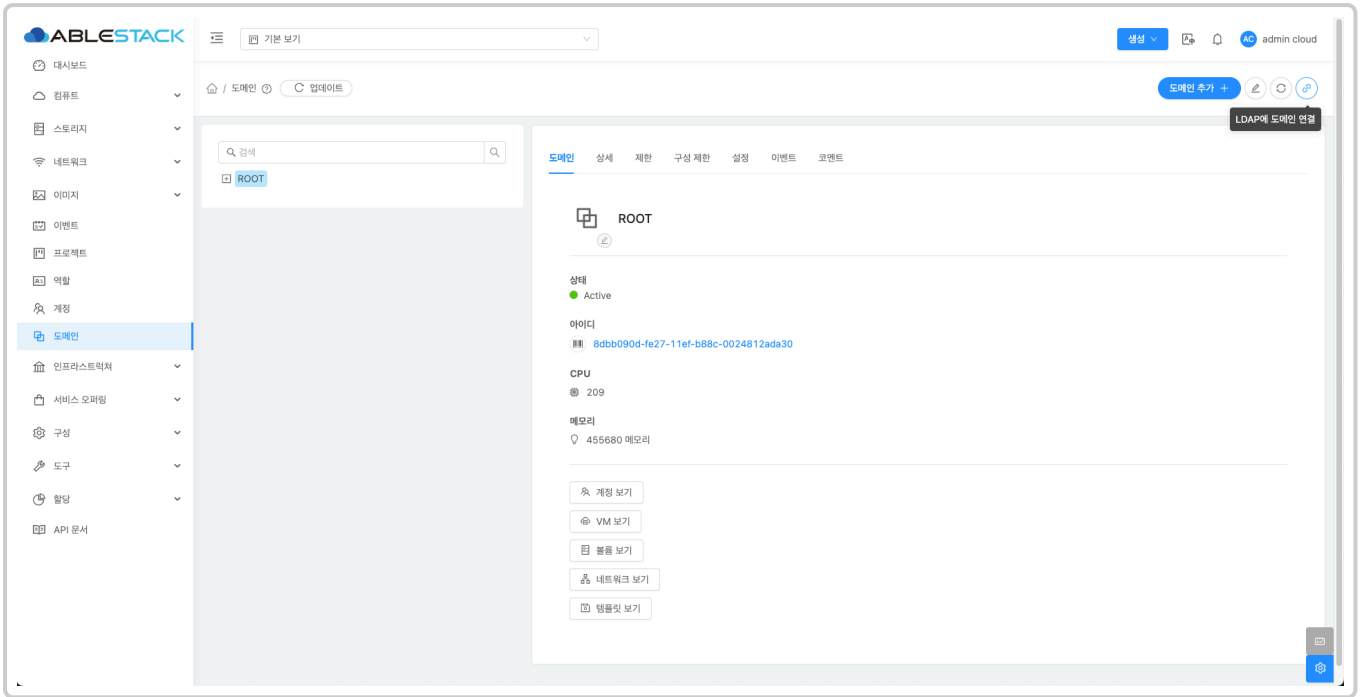 ABLESTACK
기본 보기
생성
admin cloud
AC
대시보드
컴퓨트
스토리지
네트워크
이미지
이벤트
프로젝트
역할
계정
도메인
인프라스트럭쳐
서비스 오퍼링
구성
도구
할당
API 문서
/ 도메인
업데이트
도메인 추가 +
LDAP에 도메인 연결
검색
ROOT
도메인 상세 제한 구성 제한 설정 이벤트 코멘트
ROOT
상태
Active
아이디
8dbb090d-fe27-11ef-b88c-0024812ada30
CPU
209
메모리
455680 메모리
계정 보기
VM 보기
볼륨 보기
네트워크 보기
템플릿 보기